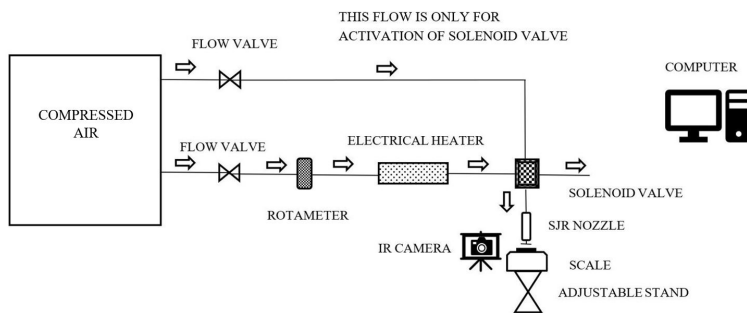 THIS FLOW IS ONLY FOR
ACTIVATION OF SOLENOID VALVE
FLOW VALVE
COMPUTER
COMPRESSED
AIR
FLOW VALVE
ELECTRICAL HEATER
SOLENOID VALVE
ROTAMETER
SJR NOZZLE
IR CAMERA
SCALE
ADJUSTABLE STAND